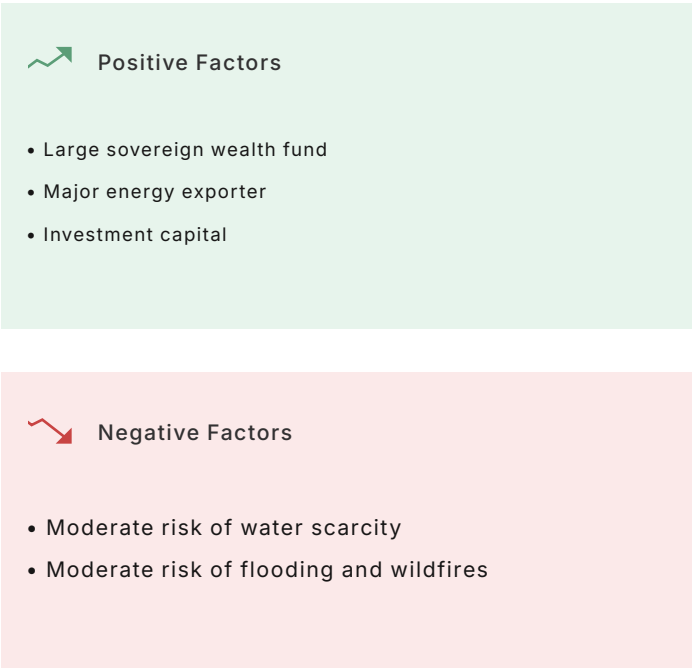 Positive Factors
• Large sovereign wealth fund
• Major energy exporter
• Investment capital
Negative Factors
• Moderate risk of water scarcity
• Moderate risk of flooding and wildfires